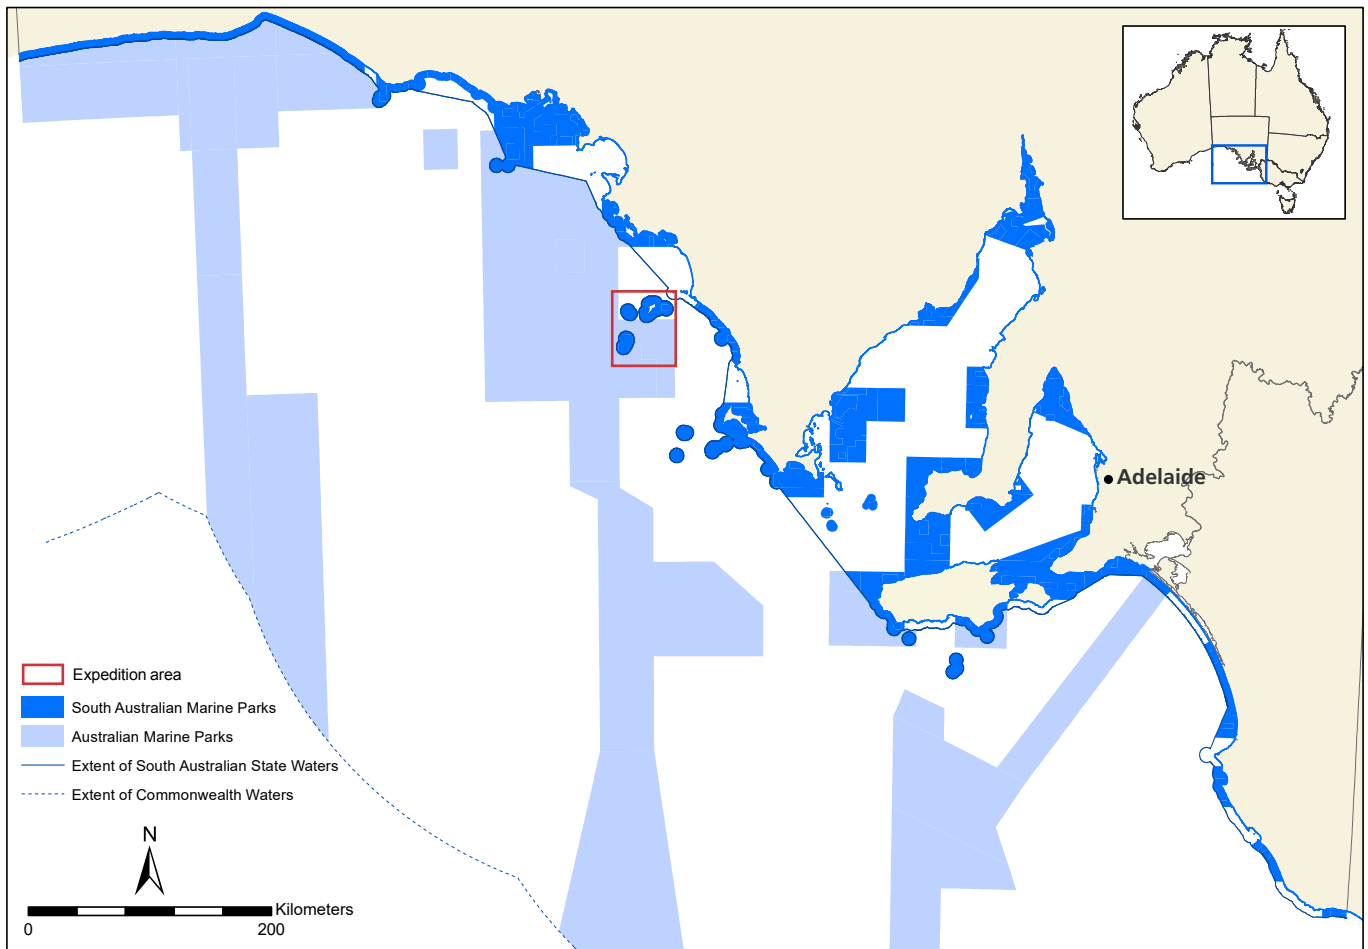 Adelaide
Expedition area
South Australian Marine Parks
Australian Marine Parks
Extent of South Australian State Waters
Extent of Commonwealth Waters
N
Kilometers
0 200